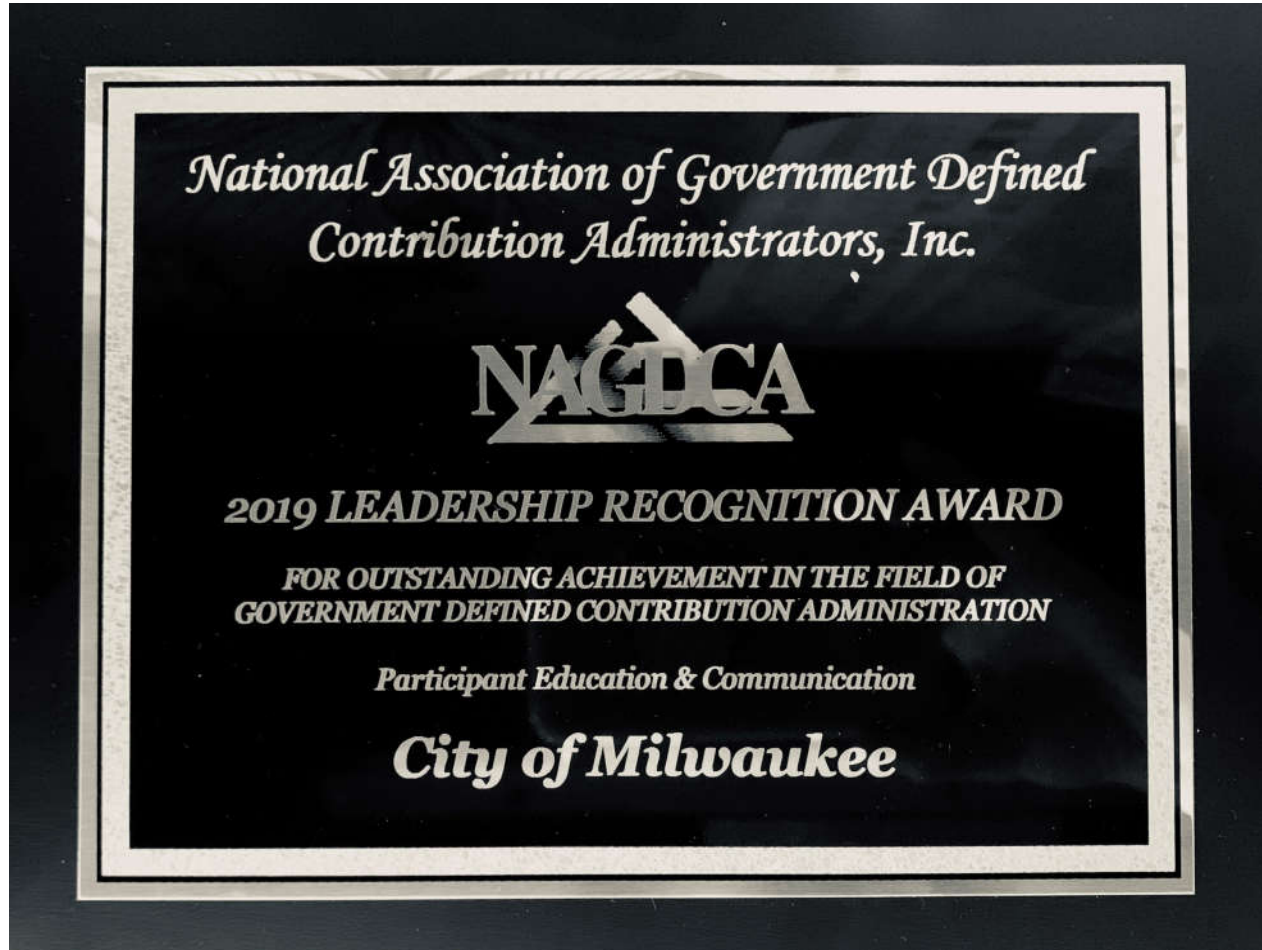 National Association of Government Defined
Contribution Administrators, Inc.
NAGDCA
2019 LEADERSHIP RECOGNITION AWARD
FOR OUTSTANDING ACHIEVEMENT IN THE FIELD OF
GOVERNMENT DEFINED CONTRIBUTION ADMINISTRATION
Participant Education & Communication
City of Milwaukee